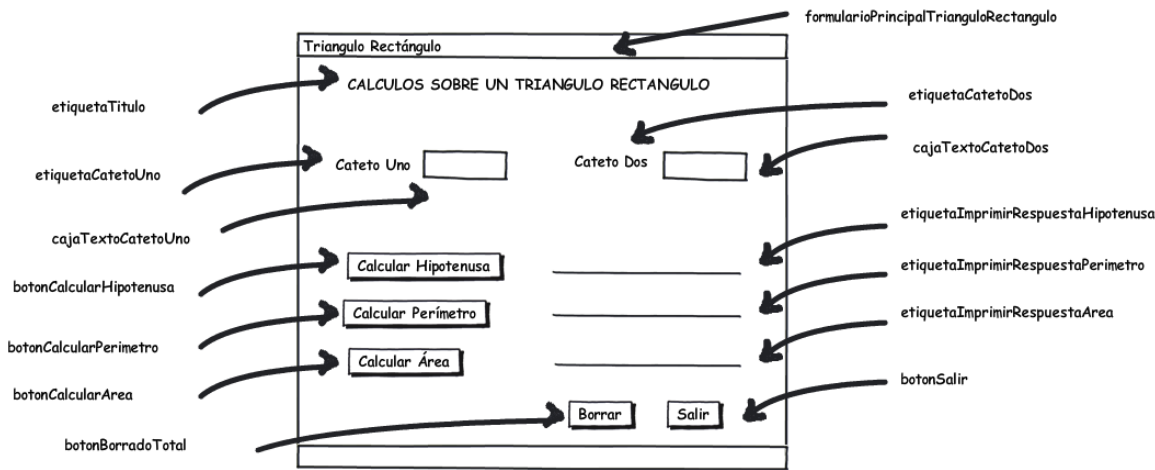 formularioPrincipalTrianguloRectangulo
Triangulo Rectángulo
CALCULOS SOBRE UN TRIANGULO RECTANGULO
etiquetaTitulo
etiquetaCatetoDos
cajaTextoCatetoDos
Cateto Uno
Cateto Dos
etiquetaCatetoUno
etiquetaImprimirRespuestaHipotenusa
cajaTextoCatetoUno
Calcular Hipotenusa
etiquetaImprimirRespuestaPerimetro
botonCalcularHipotenusa
Calcular Perímetro
etiquetaImprimirRespuestaArea
botonCalcularPerimetro
Calcular Área
botonSalir
botonCalcularArea
Borrar
Salir
botonBorradoTotal